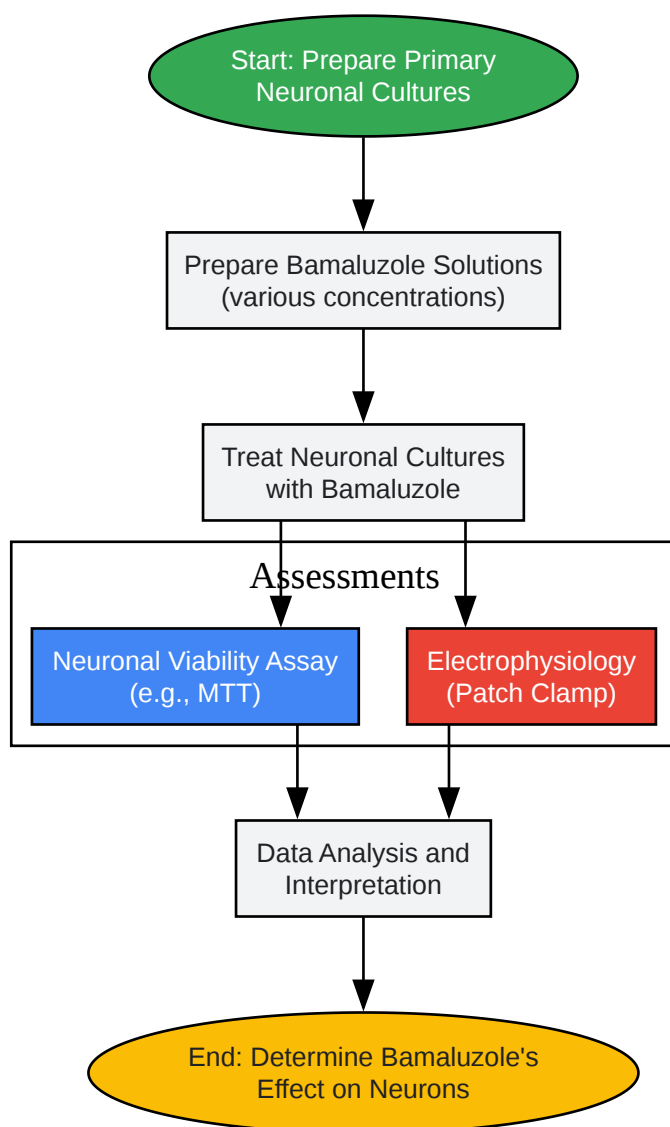 Start: Prepare Primary
Neuronal Cultures
Prepare Bamaluzole Solutions
(various concentrations)
Treat Neuronal Cultures
with Bamaluzole
Assessments
Neuronal Viability Assay
(e.g., MTT)
Electrophysiology
(Patch Clamp)
Data Analysis and
Interpretation
End: Determine Bamaluzole's
Effect on Neurons